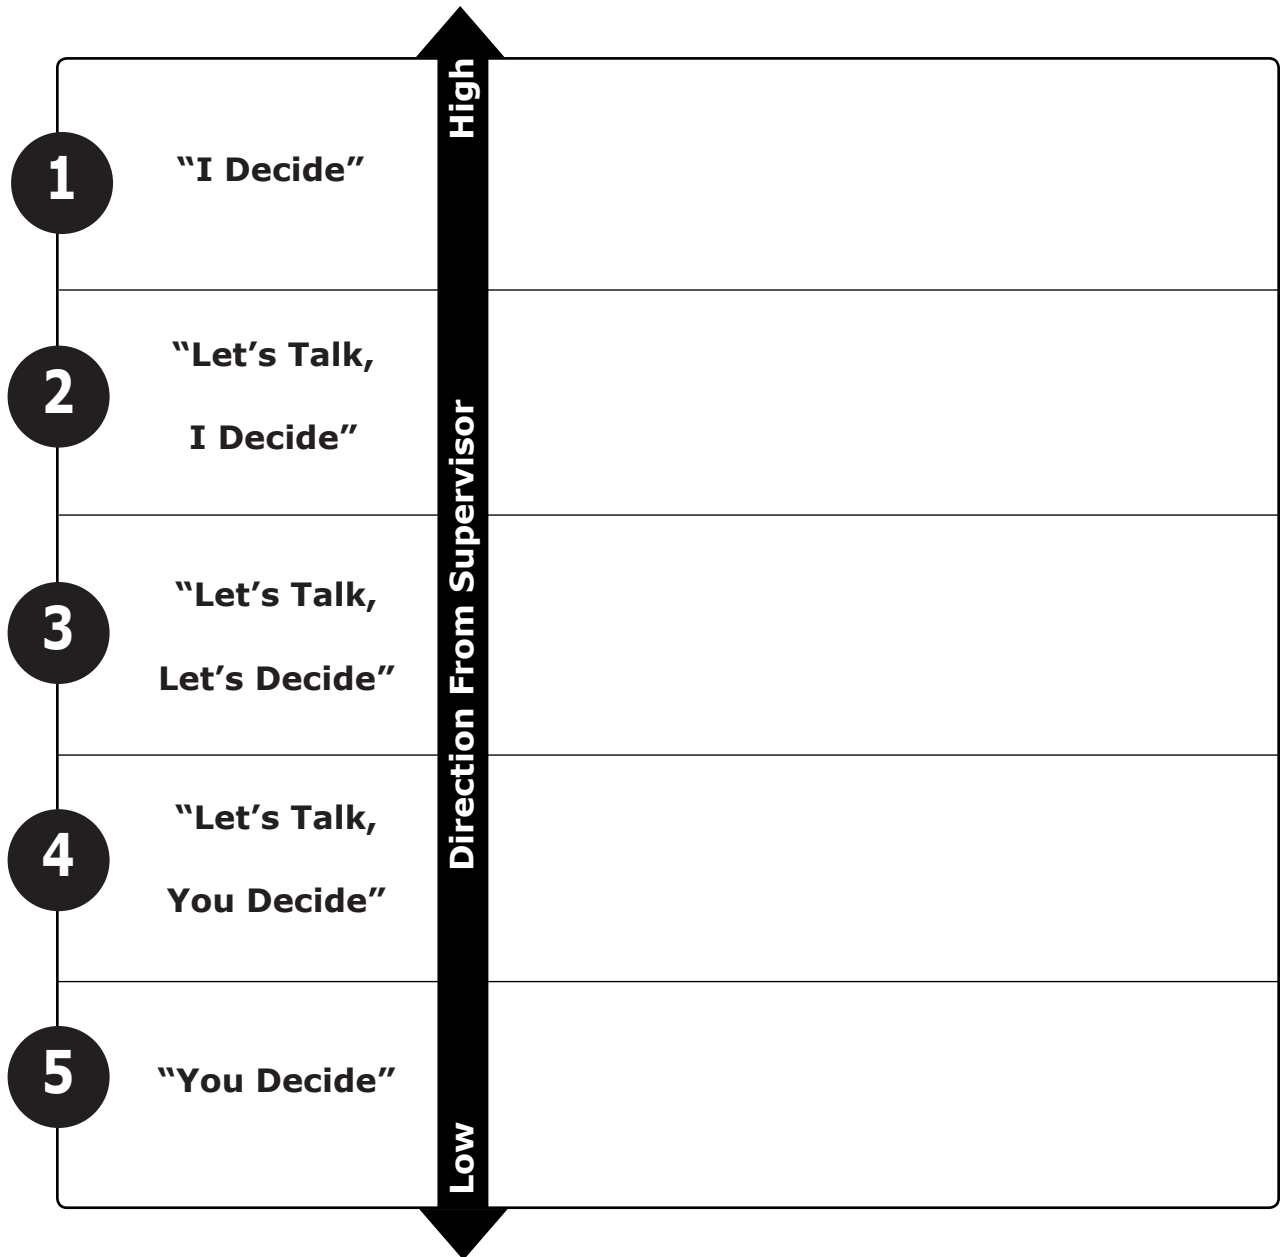 High
1
“I Decide”
2
“Let’s Talk,
I Decide”
Direction From Supervisor
3
“Let’s Talk,
Let’s Decide”
4
“Let’s Talk,
You Decide”
5
“You Decide”
Low